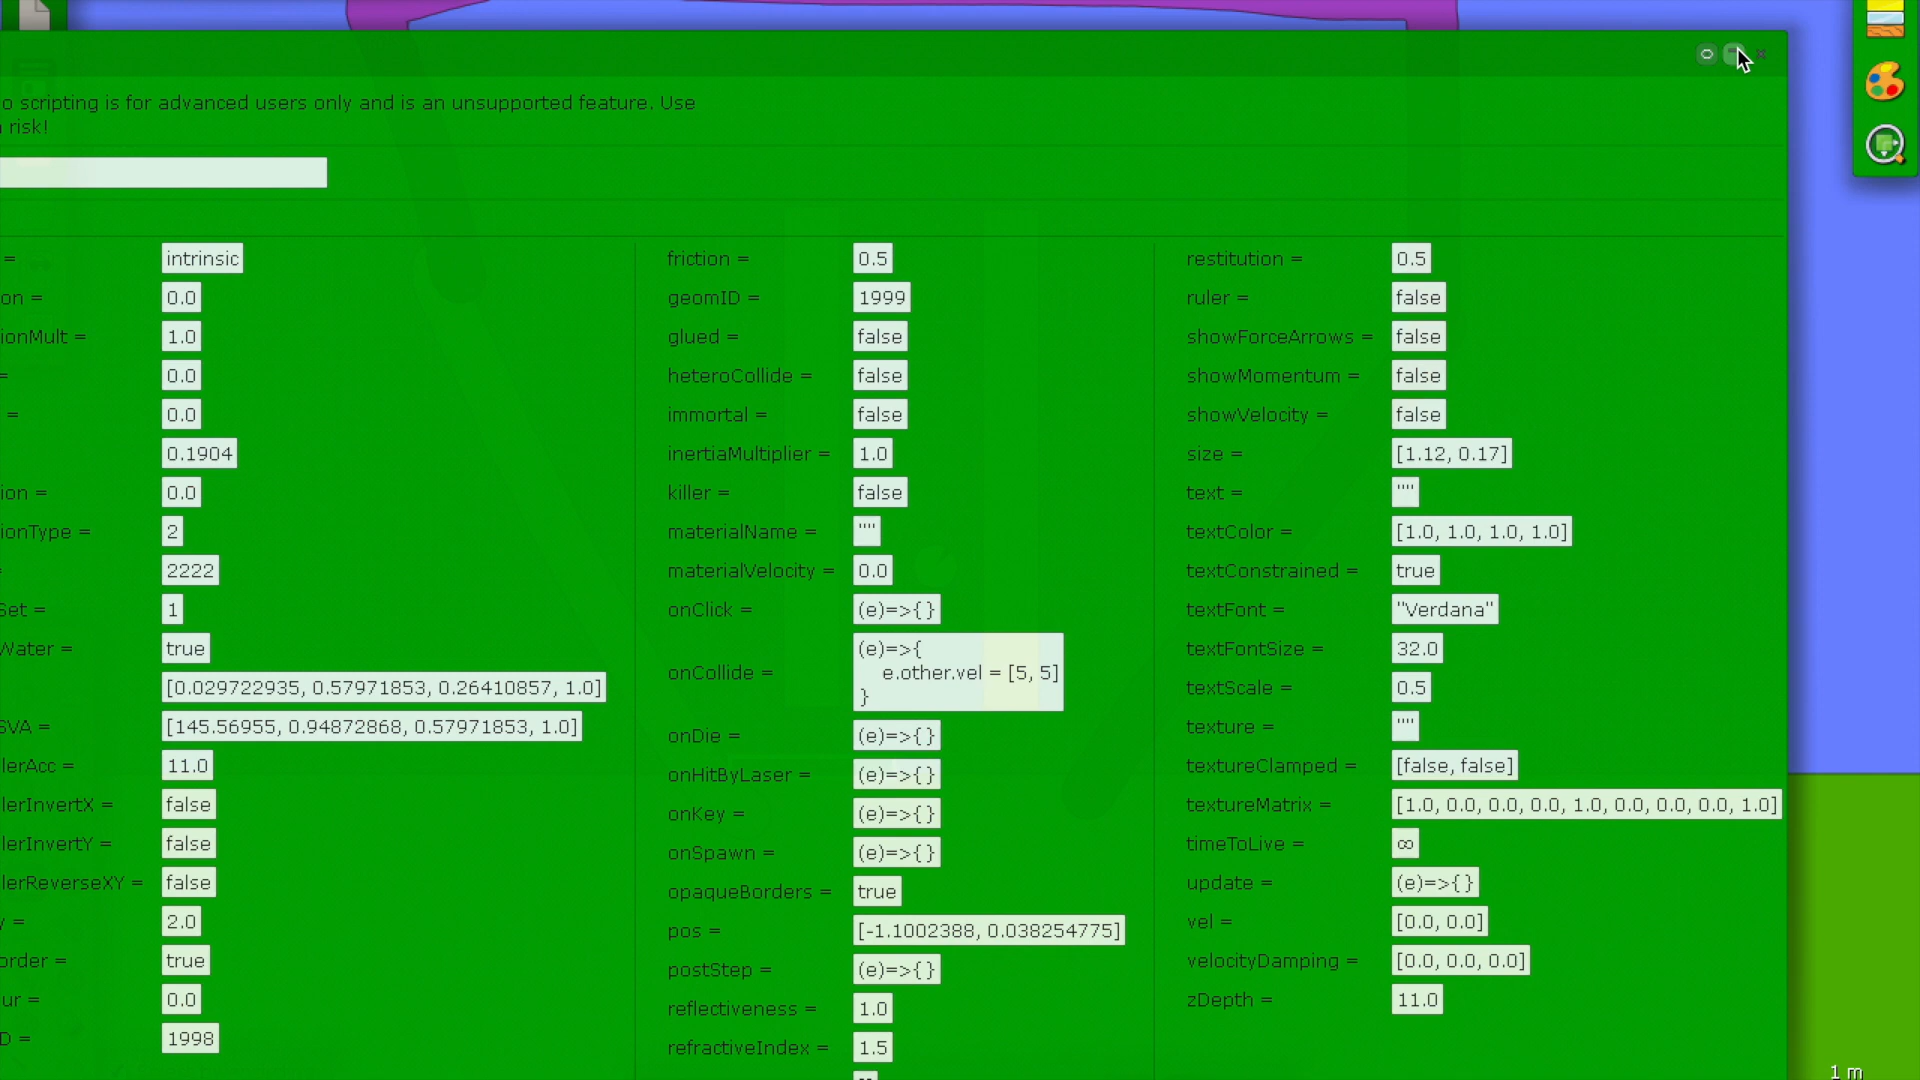 o scripting is for advanced users only and is an unsupported feature. Use
risk!
= intrinsic
on = 0.0
ionMult = 1.0
= 0.0
= 0.0
0.1904
ion = 0.0
ionType = 2
2222
Set = 1
Water = true
[0.029722935, 0.57971853, 0.26410857, 1.0]
SVA = [145.56955, 0.94872868, 0.57971853, 1.0]
lerAcc = 11.0
lerInvertX = false
lerInvertY = false
lerReverseXY = false
y = 2.0
order = true
ur = 0.0
D = 1998
friction = 0.5
geomID = 1999
glued = false
heteroCollide = false
immortal = false
inertiaMultiplier = 1.0
killer = false
materialName = ""
materialVelocity = 0.0
onClick = (e)=>{}
onCollide = (e)=>{
e.other.vel = [5, 5]
}
onDie = (e)=>{}
onHitByLaser = (e)=>{}
onKey = (e)=>{}
onSpawn = (e)=>{}
opaqueBorders = true
pos = [-1.1002388, 0.038254775]
postStep = (e)=>{}
reflectiveness = 1.0
refractiveIndex = 1.5
restitution = 0.5
ruler = false
showForceArrows = false
showMomentum = false
showVelocity = false
size = [1.12, 0.17]
text = ""
textColor = [1.0, 1.0, 1.0, 1.0]
textConstrained = true
textFont = "Verdana"
textFontSize = 32.0
textScale = 0.5
texture = ""
textureClamped = [false, false]
textureMatrix = [1.0, 0.0, 0.0, 0.0, 1.0, 0.0, 0.0, 0.0, 1.0]
timeToLive = ∞
update = (e)=>{}
vel = [0.0, 0.0]
velocityDamping = [0.0, 0.0, 0.0]
zDepth = 11.0
1 m